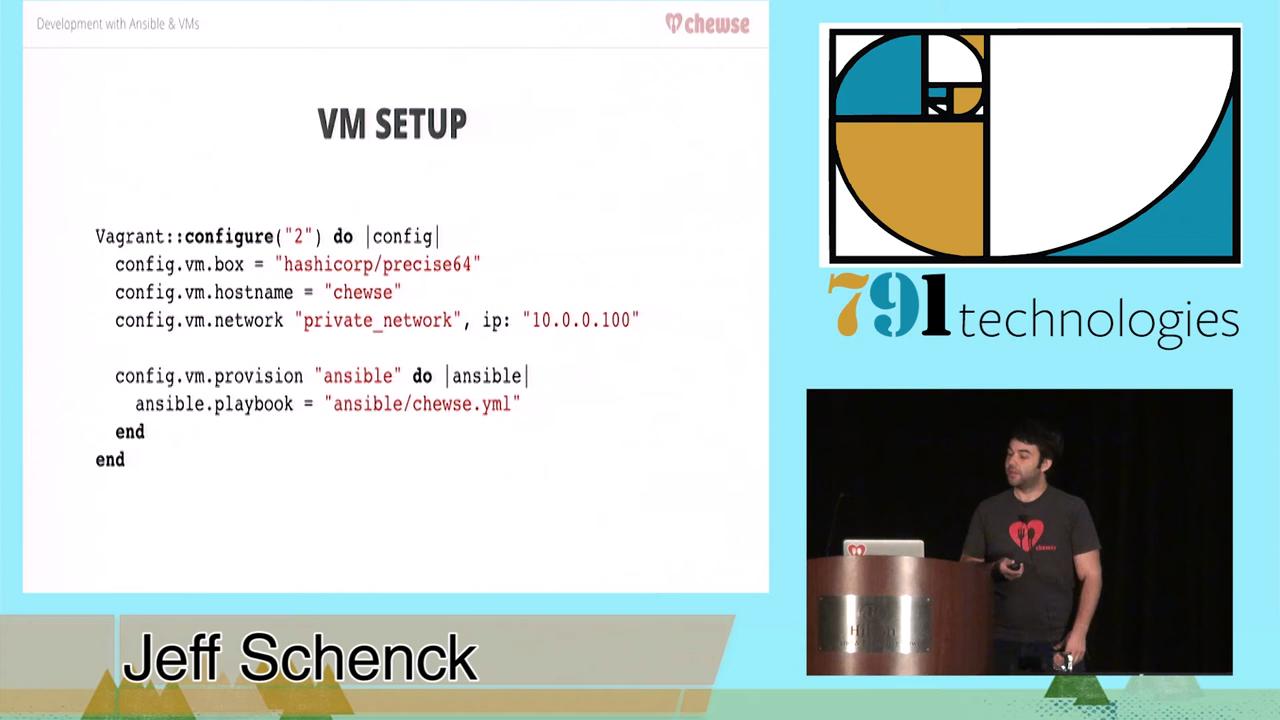 Development with Ansible & VMs
chewse
VM SETUP
Vagrant::configure("2") do |config|
config.vm.box = "hashicorp/precise64"
config.vm.hostname = "chewse"
config.vm.network "private_network", ip: "10.0.0.100"
config.vm.provision "ansible" do |ansible|
ansible.playbook = "ansible/chewse.yml"
end
end
791 technologies
chewse
Jeff Schenck